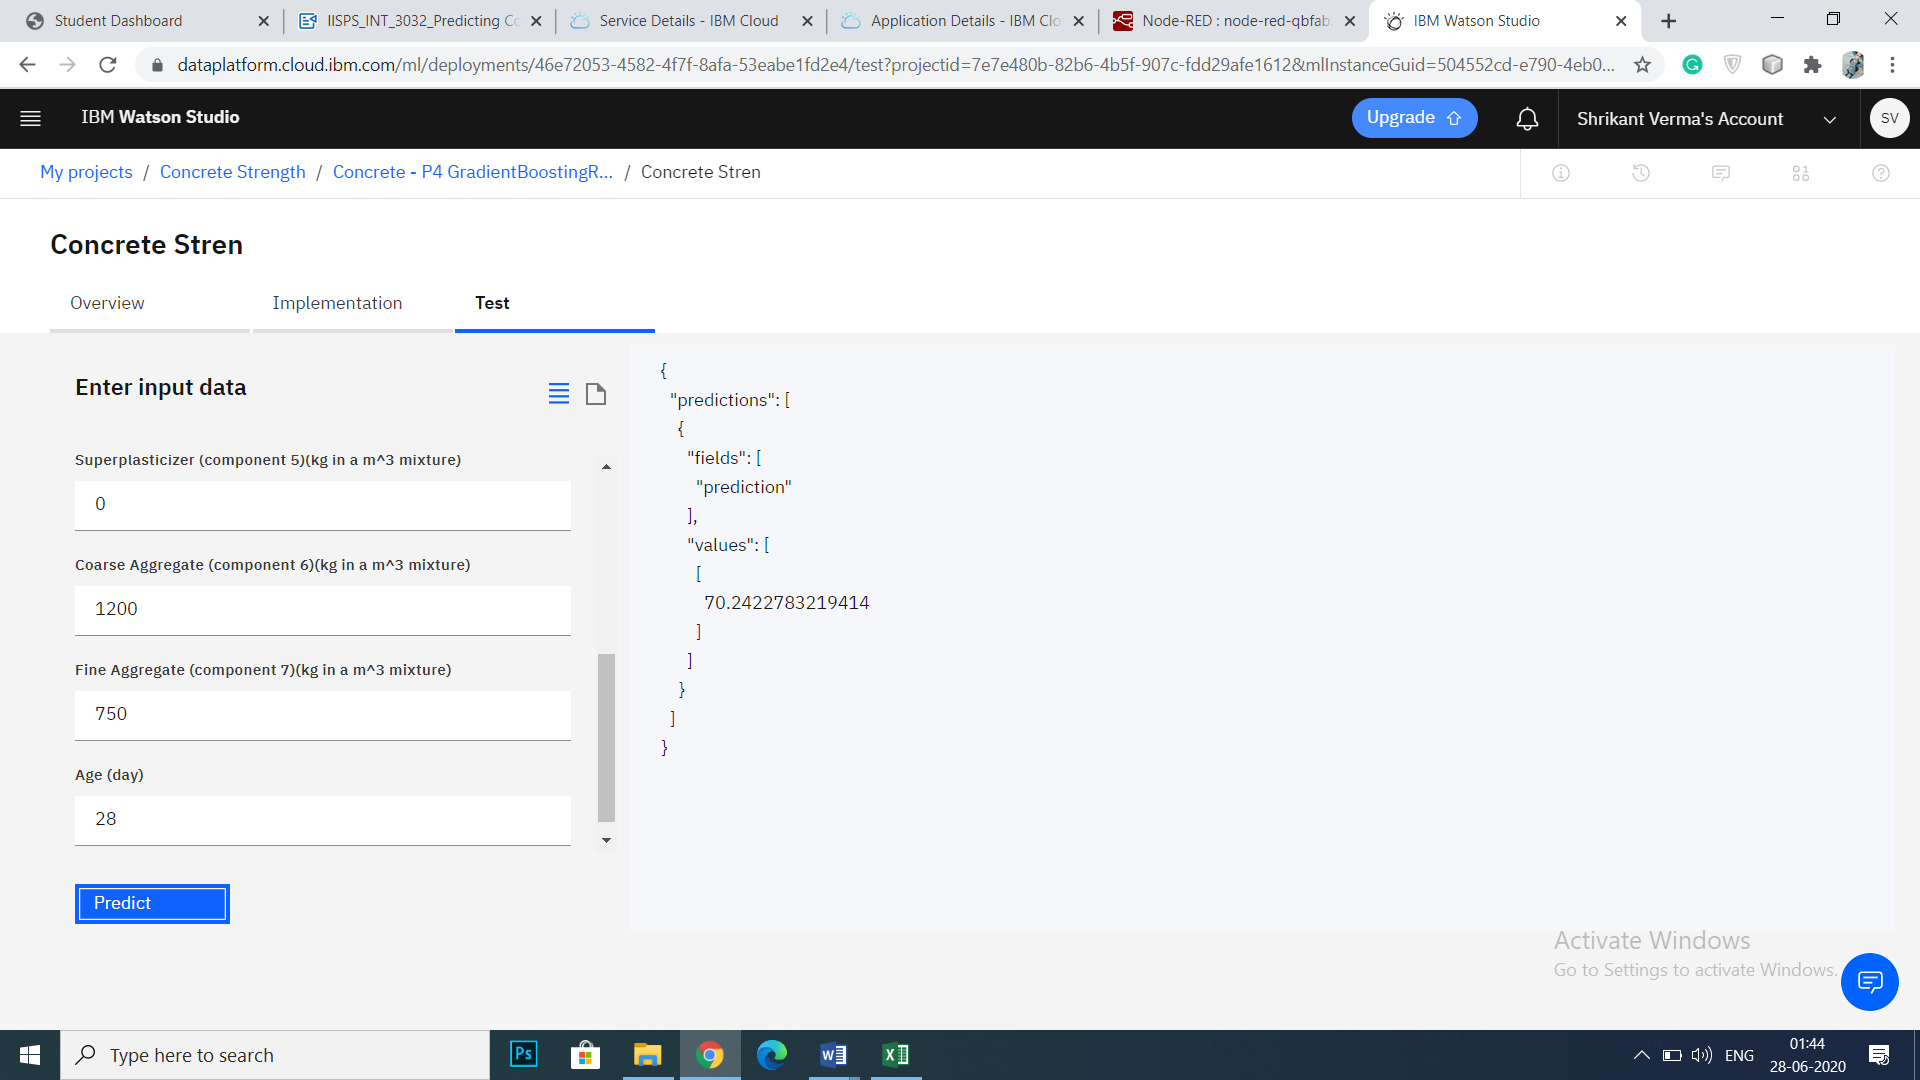 Student Dashboard
IISPS_INT_3032_Predicting Co
Service Details - IBM Cloud
Application Details - IBM Clo
Node-RED : node-red-qbfab
IBM Watson Studio
dataplatform.cloud.ibm.com/ml/deployments/46e72053-4582-4f7f-8afa-53eabe1fd2e4/test?projectid=7e7e480b-82b6-4b5f-907c-fdd29afe1612&mlInstanceGuid=504552cd-e790-4eb0...
IBM Watson Studio
Upgrade
Shrikant Verma's Account
SV
My projects / Concrete Strength / Concrete - P4 GradientBoostingR... / Concrete Stren
Concrete Stren
Overview
Implementation
Test
Enter input data
Superplasticizer (component 5)(kg in a m^3 mixture)
0
Coarse Aggregate (component 6)(kg in a m^3 mixture)
1200
Fine Aggregate (component 7)(kg in a m^3 mixture)
750
Age (day)
28
Predict
{
"predictions": [
{
"fields": [
"prediction"
],
"values": [
[
70.2422783219414
]
]
}
]
}
Activate Windows
Go to Settings to activate Windows.
Type here to search
Ps
ENG
01:44
28-06-2020